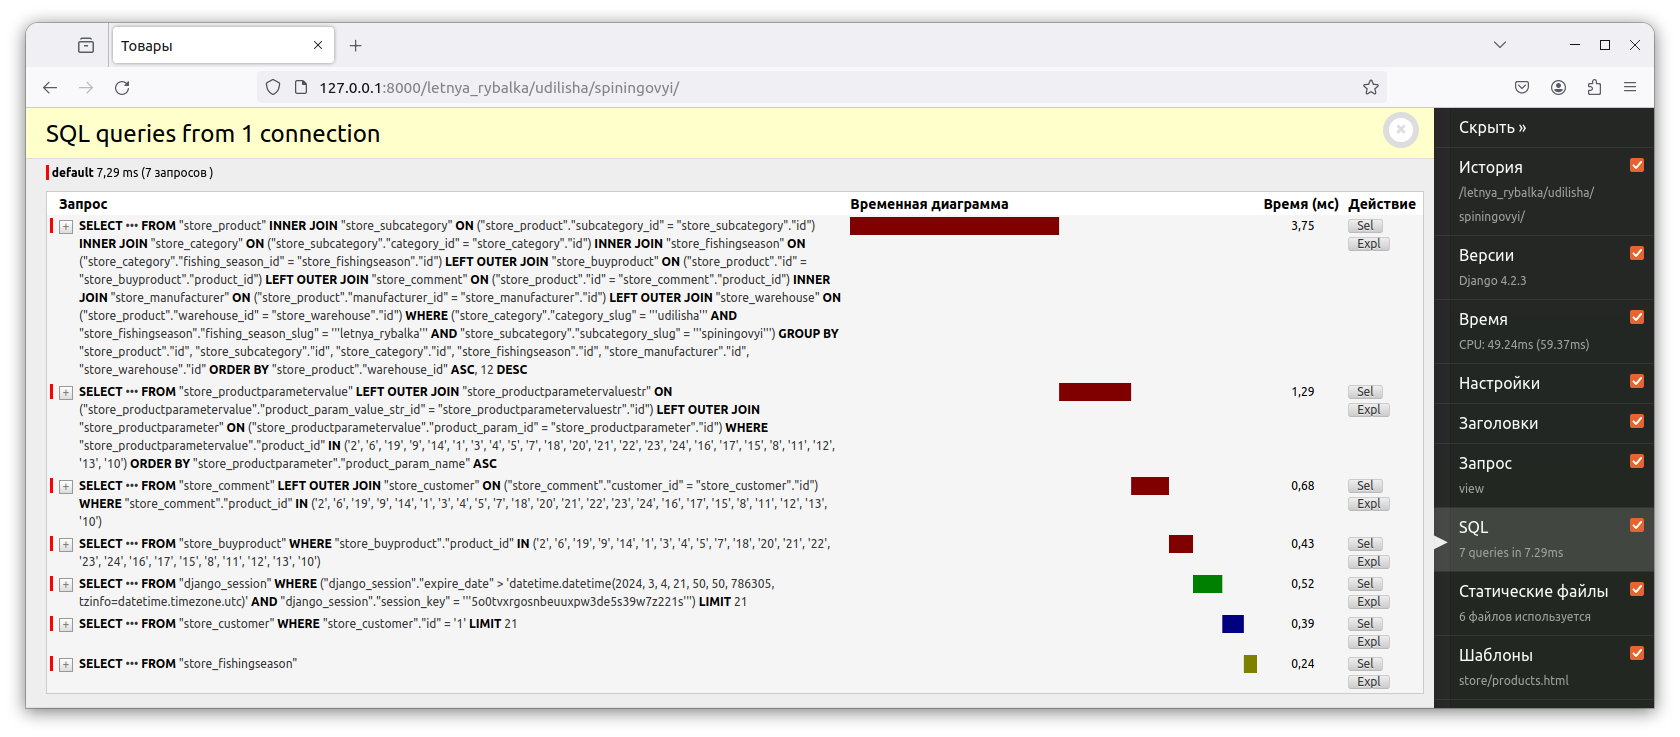 Товары
127.0.0.1:8000/letnya_rybalka/udilisha/spiningovyi/
SQL queries from 1 connection
default 7,29 ms (7 запросов )
Запрос Временная диаграмма Время (мс) Действие
SELECT ••• FROM "store_product" INNER JOIN "store_subcategory" ON ("store_product"."subcategory_id" = "store_subcategory"."id")
INNER JOIN "store_category" ON ("store_subcategory"."category_id" = "store_category"."id") INNER JOIN "store_fishingseason" ON
("store_category"."fishing_season_id" = "store_fishingseason"."id") LEFT OUTER JOIN "store_buyproduct" ON ("store_product"."id" =
"store_buyproduct"."product_id") LEFT OUTER JOIN "store_comment" ON ("store_product"."id" = "store_comment"."product_id") INNER
JOIN "store_manufacturer" ON ("store_product"."manufacturer_id" = "store_manufacturer"."id") LEFT OUTER JOIN "store_warehouse" ON
("store_product"."warehouse_id" = "store_warehouse"."id") WHERE ("store_category"."category_slug" = '''udilisha''' AND
"store_fishingseason"."fishing_season_slug" = '''letnya_rybalka''' AND "store_subcategory"."subcategory_slug" = '''spiningovyi''') GROUP BY
"store_product"."id", "store_subcategory"."id", "store_category"."id", "store_fishingseason"."id", "store_manufacturer"."id",
"store_warehouse"."id" ORDER BY "store_product"."warehouse_id" ASC, 12 DESC
3,75
Sel
Expl
SELECT ••• FROM "store_productparametervalue" LEFT OUTER JOIN "store_productparametervaluestr" ON
("store_productparametervalue"."product_param_value_str_id" = "store_productparametervaluestr"."id") LEFT OUTER JOIN
"store_productparameter" ON ("store_productparametervalue"."product_param_id" = "store_productparameter"."id") WHERE
"store_productparametervalue"."product_id" IN ('2', '6', '19', '9', '14', '1', '3', '4', '5', '7', '18', '20', '21', '22', '23', '24', '16', '17', '15', '8', '11', '12',
'13', '10') ORDER BY "store_productparameter"."product_param_name" ASC
1,29
Sel
Expl
SELECT ••• FROM "store_comment" LEFT OUTER JOIN "store_customer" ON ("store_comment"."customer_id" = "store_customer"."id")
WHERE "store_comment"."product_id" IN ('2', '6', '19', '9', '14', '1', '3', '4', '5', '7', '18', '20', '21', '22', '23', '24', '16', '17', '15', '8', '11', '12', '13',
'10')
0,68
Sel
Expl
SELECT ••• FROM "store_buyproduct" WHERE "store_buyproduct"."product_id" IN ('2', '6', '19', '9', '14', '1', '3', '4', '5', '7', '18', '20', '21', '22',
'23', '24', '16', '17', '15', '8', '11', '12', '13', '10')
0,43
Sel
Expl
SELECT ••• FROM "django_session" WHERE ("django_session"."expire_date" > 'datetime.datetime(2024, 3, 4, 21, 50, 50, 786305,
tzinfo=datetime.timezone.utc)' AND "django_session"."session_key" = '''5o0tvxrgosnbeuuxpw3de5s39w7z221s''') LIMIT 21
0,52
Sel
Expl
SELECT ••• FROM "store_customer" WHERE "store_customer"."id" = '1' LIMIT 21
0,39
Sel
Expl
SELECT ••• FROM "store_fishingseason"
0,24
Sel
Expl
Скрыть »
История
/letnya_rybalka/udilisha/
spiningovyi/
Версии
Django 4.2.3
Время
CPU: 49.24ms (59.37ms)
Настройки
Заголовки
Запрос
view
SQL
7 queries in 7.29ms
Статические файлы
6 файлов используется
Шаблоны
store/products.html